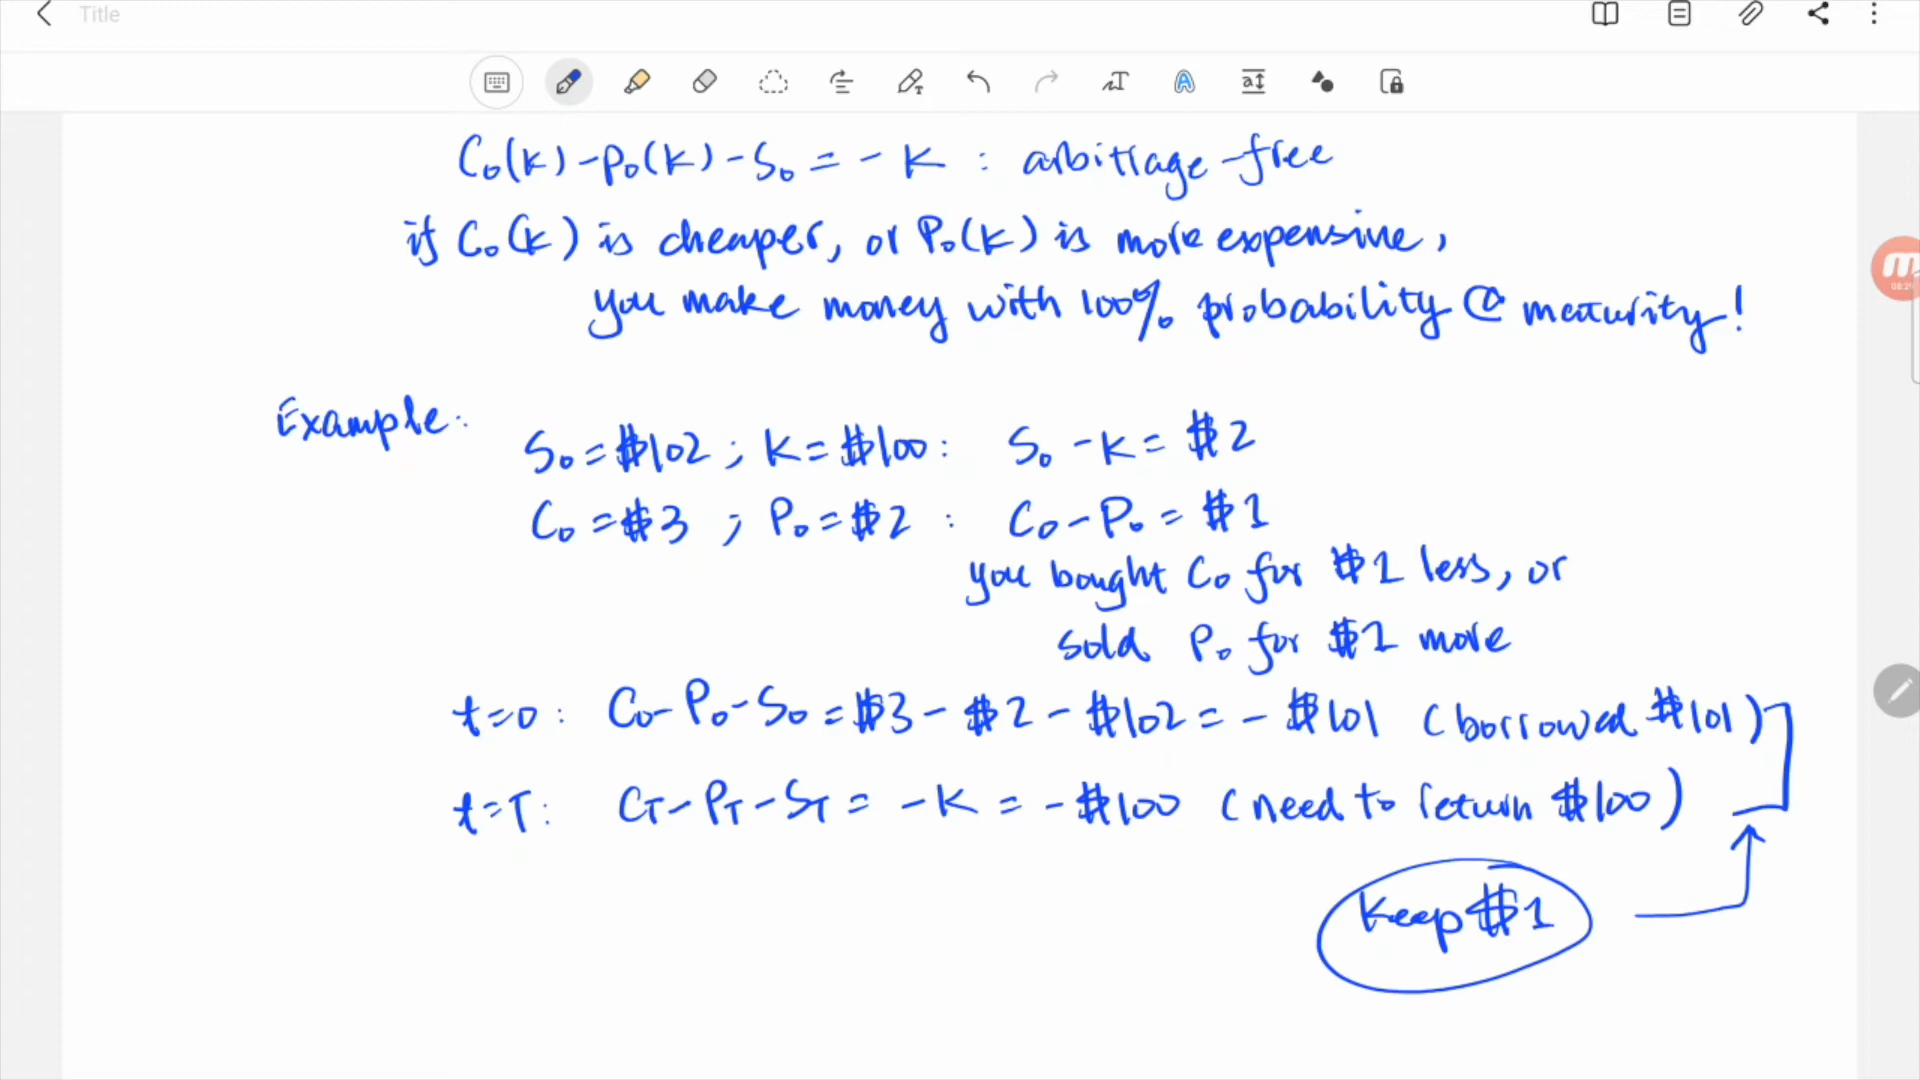 Title
C₀(K) - P₀(K) - S₀ = - K : arbitrage-free
if C₀(K) is cheaper, or P₀(K) is more expensive,
you make money with 100% probability @ maturity!
Example:
S₀ = $102 ; K = $100 : S₀ - K = $2
C₀ = $3 ; P₀ = $2 : C₀ - P₀ = $1
you bought C₀ for $1 less, or
sold P₀ for $1 more
t=0 : C₀ - P₀ - S₀ = $3 - $2 - $102 = - $101 (borrowed $101)
t=T : C_T - P_T - S_T = - K = - $100 (need to return $100)
Keep $1